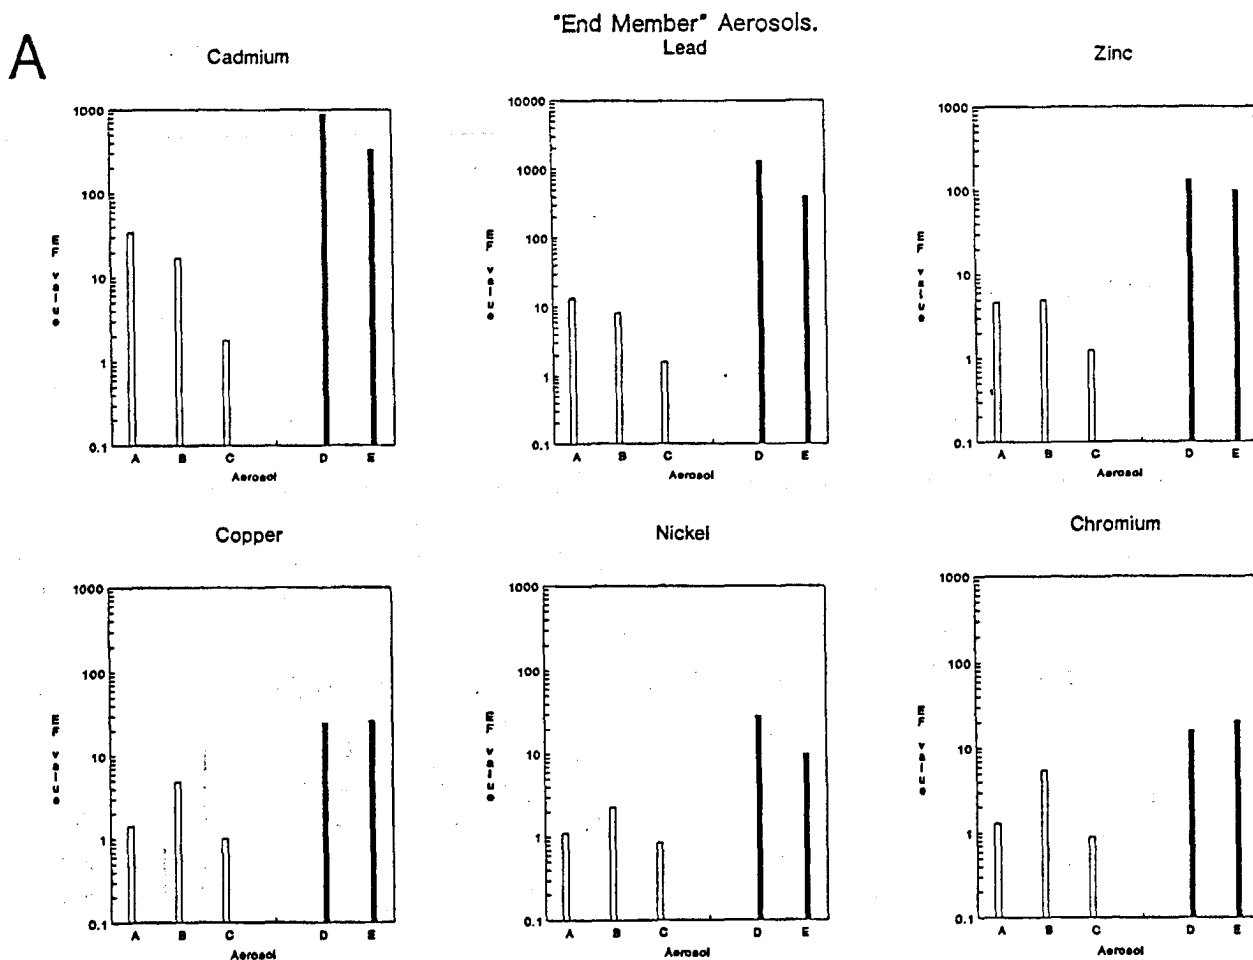 A
"End Member" Aerosols.
Cadmium
1000
100
10
1
0.1
EF value
A B C D E
Aerosol
Lead
10000
1000
100
10
1
0.1
EF value
A B C D E
Aerosol
Zinc
1000
100
10
1
0.1
EF value
A B C D E
Aerosol
Copper
1000
100
10
1
0.1
EF value
A B C D E
Aerosol
Nickel
1000
100
10
1
0.1
EF value
A B C D E
Aerosol
Chromium
1000
100
10
1
0.1
EF value
A B C D E
Aerosol